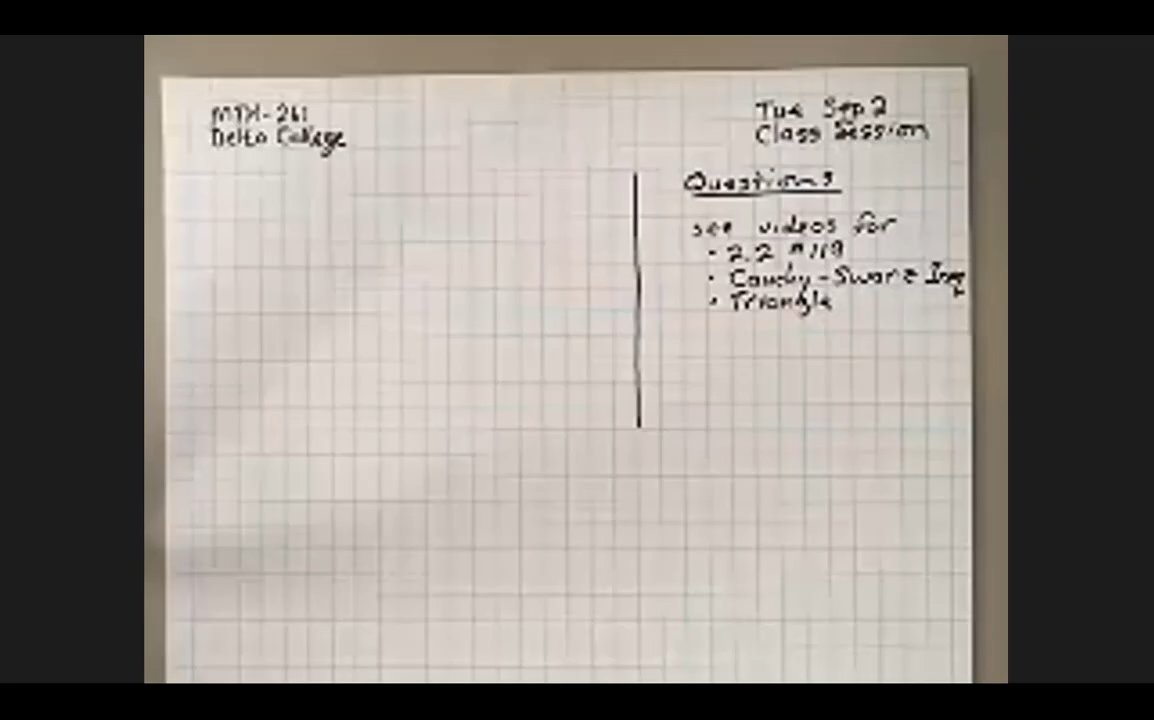 MTH-261
Delta College
Tue Sep 2
Class Session
Questions
see videos for
• 2.2 #119
• Cauchy-Swarz Ineq
• Triangle